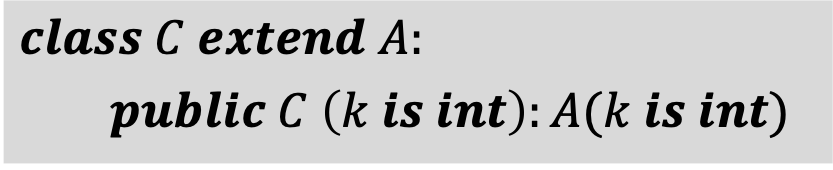 class C extend A:
public C (k is int): A(k is int)